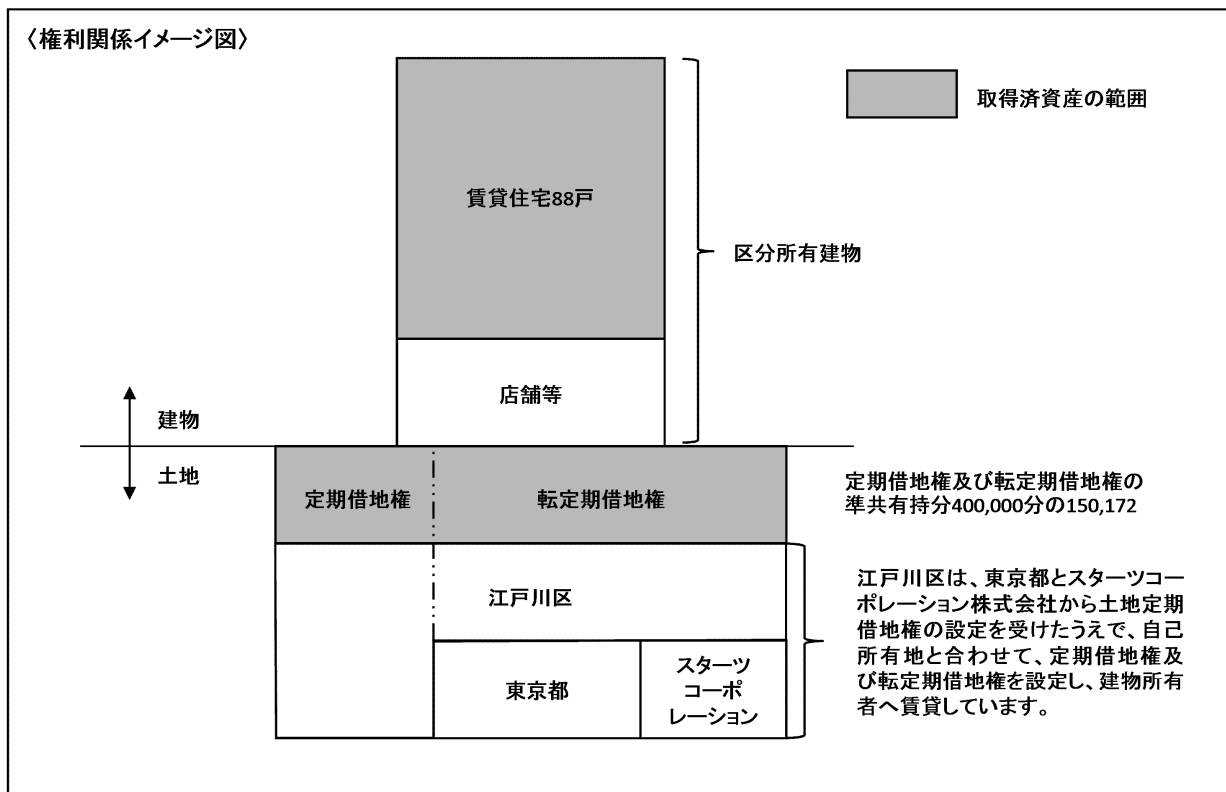 〈権利関係イメージ図〉
取得済資産の範囲
賃貸住宅88戸
区分所有建物
店舗等
建物
土地
定期借地権
転定期借地権
定期借地権及び転定期借地権の
準共有持分400,000分の150,172
江戸川区
東京都
スターツ
コーポ
レーション
江戸川区は、東京都とスターツコー
ポレーション株式会社から土地定期
借地権の設定を受けたうえで、自己
所有地と合わせて、定期借地権及
び転定期借地権を設定し、建物所有
者へ賃貸しています。